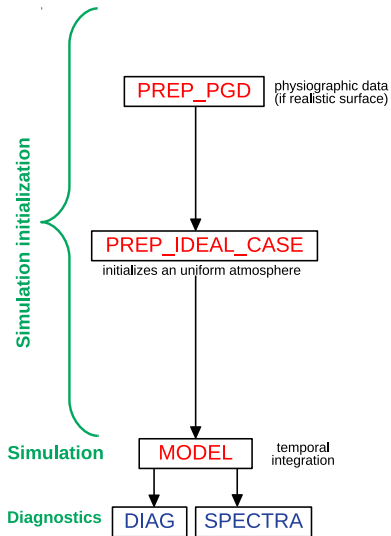 PREP_PGD
physiographic data
(if realistic surface)
Simulation initialization
PREP_IDEAL_CASE
initializes an uniform atmosphere
Simulation
MODEL
temporal
integration
Diagnostics
DIAG
SPECTRA